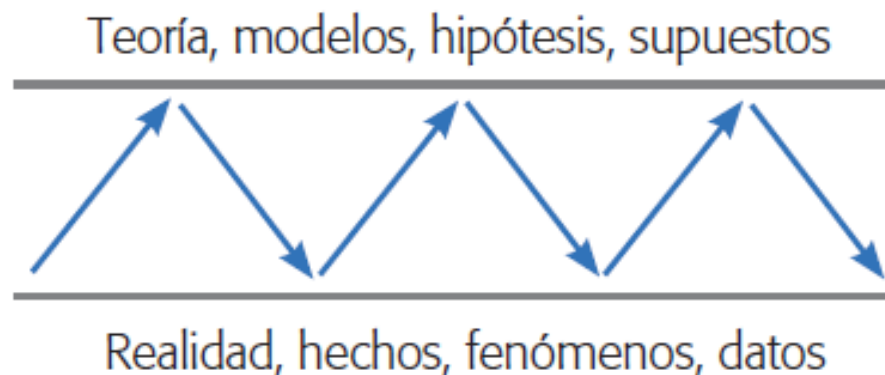 Teoría, modelos, hipótesis, supuestos
Realidad, hechos, fenómenos, datos